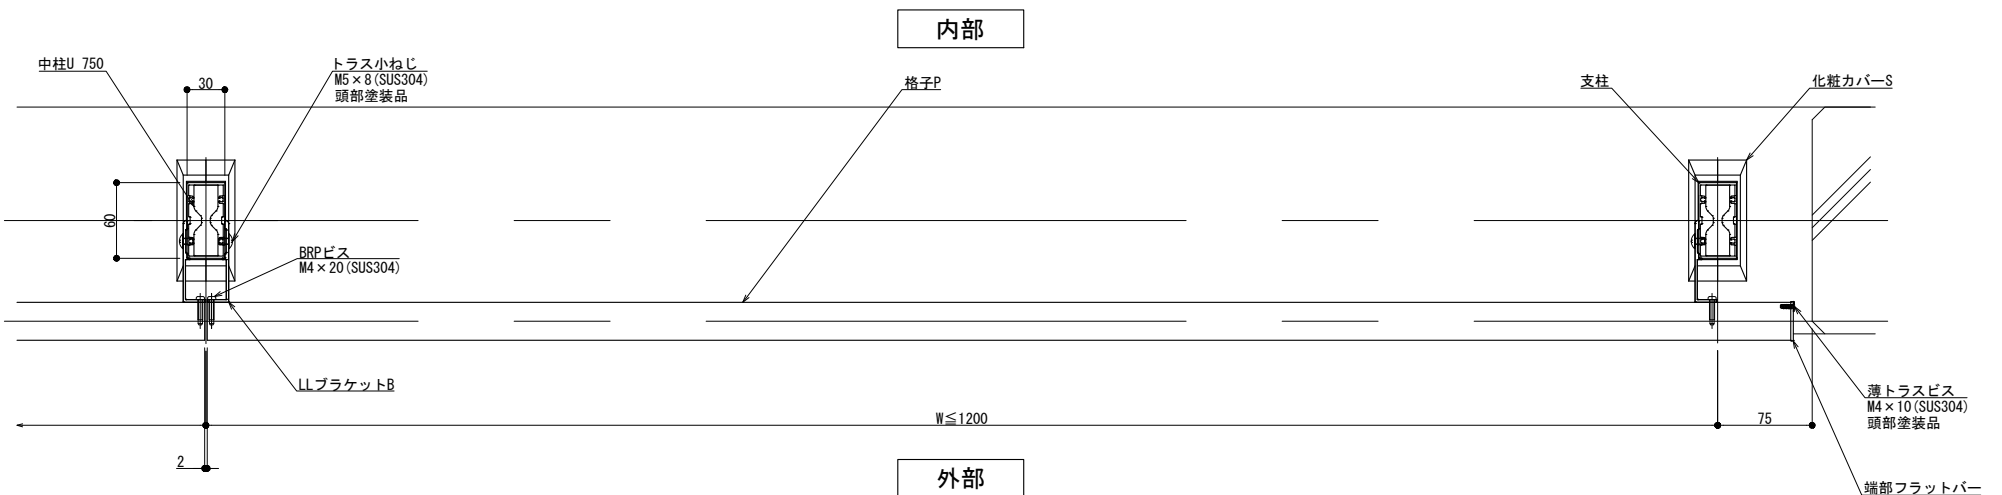 内部
中柱U 750
30
トラス小ねじ
M5×8(SUS304)
頭部塗装品
格子P
支柱
化粧カバーS
60
BRPビス
M4×20(SUS304)
LLブラケットB
薄トラスビス
M4×10(SUS304)
頭部塗装品
W≦1200
75
2
外部
端部フラットバー